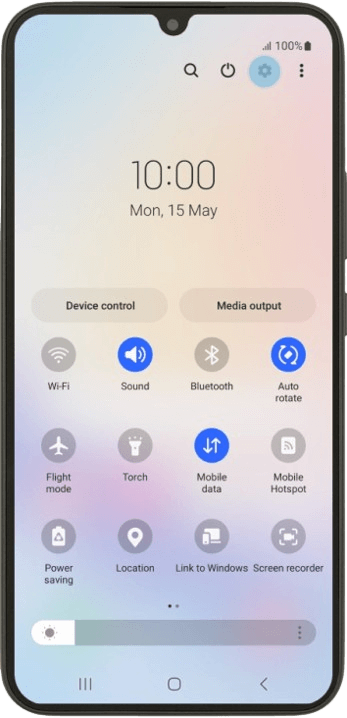 100%
10:00
Mon, 15 May
Device control Media output
Wi-Fi Sound Bluetooth Auto
rotate
Flight
mode Torch Mobile
data Mobile
Hotspot
Power
saving Location Link to Windows Screen recorder